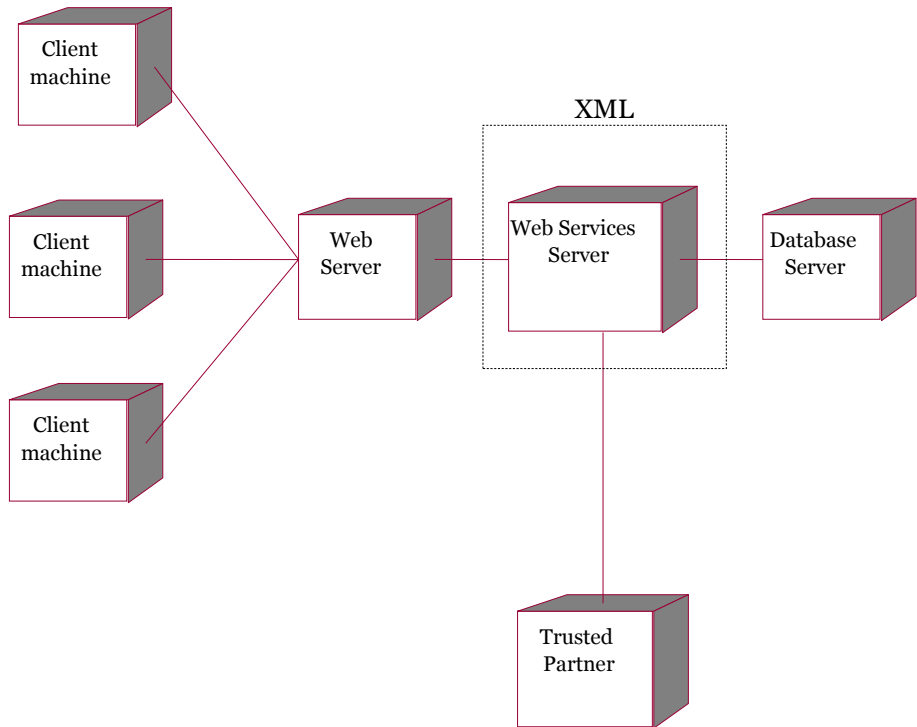 Client
machine
XML
Client
machine
Web
Server
Web Services
Server
Database
Server
Client
machine
Trusted
Partner